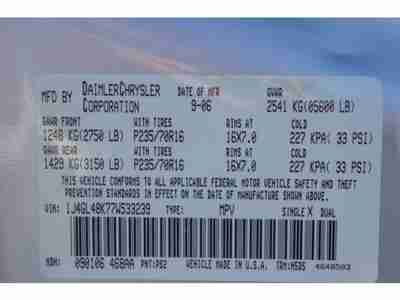 MFD BY DAIMLERCHRYSLER CORPORATION DATE OF MFR 9-06 GVWR 2541 KG(05600 LB)
GAWR FRONT WITH TIRES RIMS AT COLD
1248 KG(2750 LB) P235/70R16 16X7.0 227 KPA( 33 PSI)
GAWR REAR WITH TIRES RIMS AT COLD
1429 KG(3150 LB) P235/70R16 16X7.0 227 KPA( 33 PSI)
THIS VEHICLE CONFORMS TO ALL APPLICABLE FEDERAL MOTOR VEHICLE SAFETY AND THEFT
PREVENTION STANDARDS IN EFFECT ON THE DATE OF MANUFACTURE SHOWN ABOVE.
VIN: 1J4GL48K77W533239 TYPE: MPV SINGLE X DUAL
MDH: 090106 468AA PNT: PS2 VEHICLE MADE IN U.S.A. TRM: